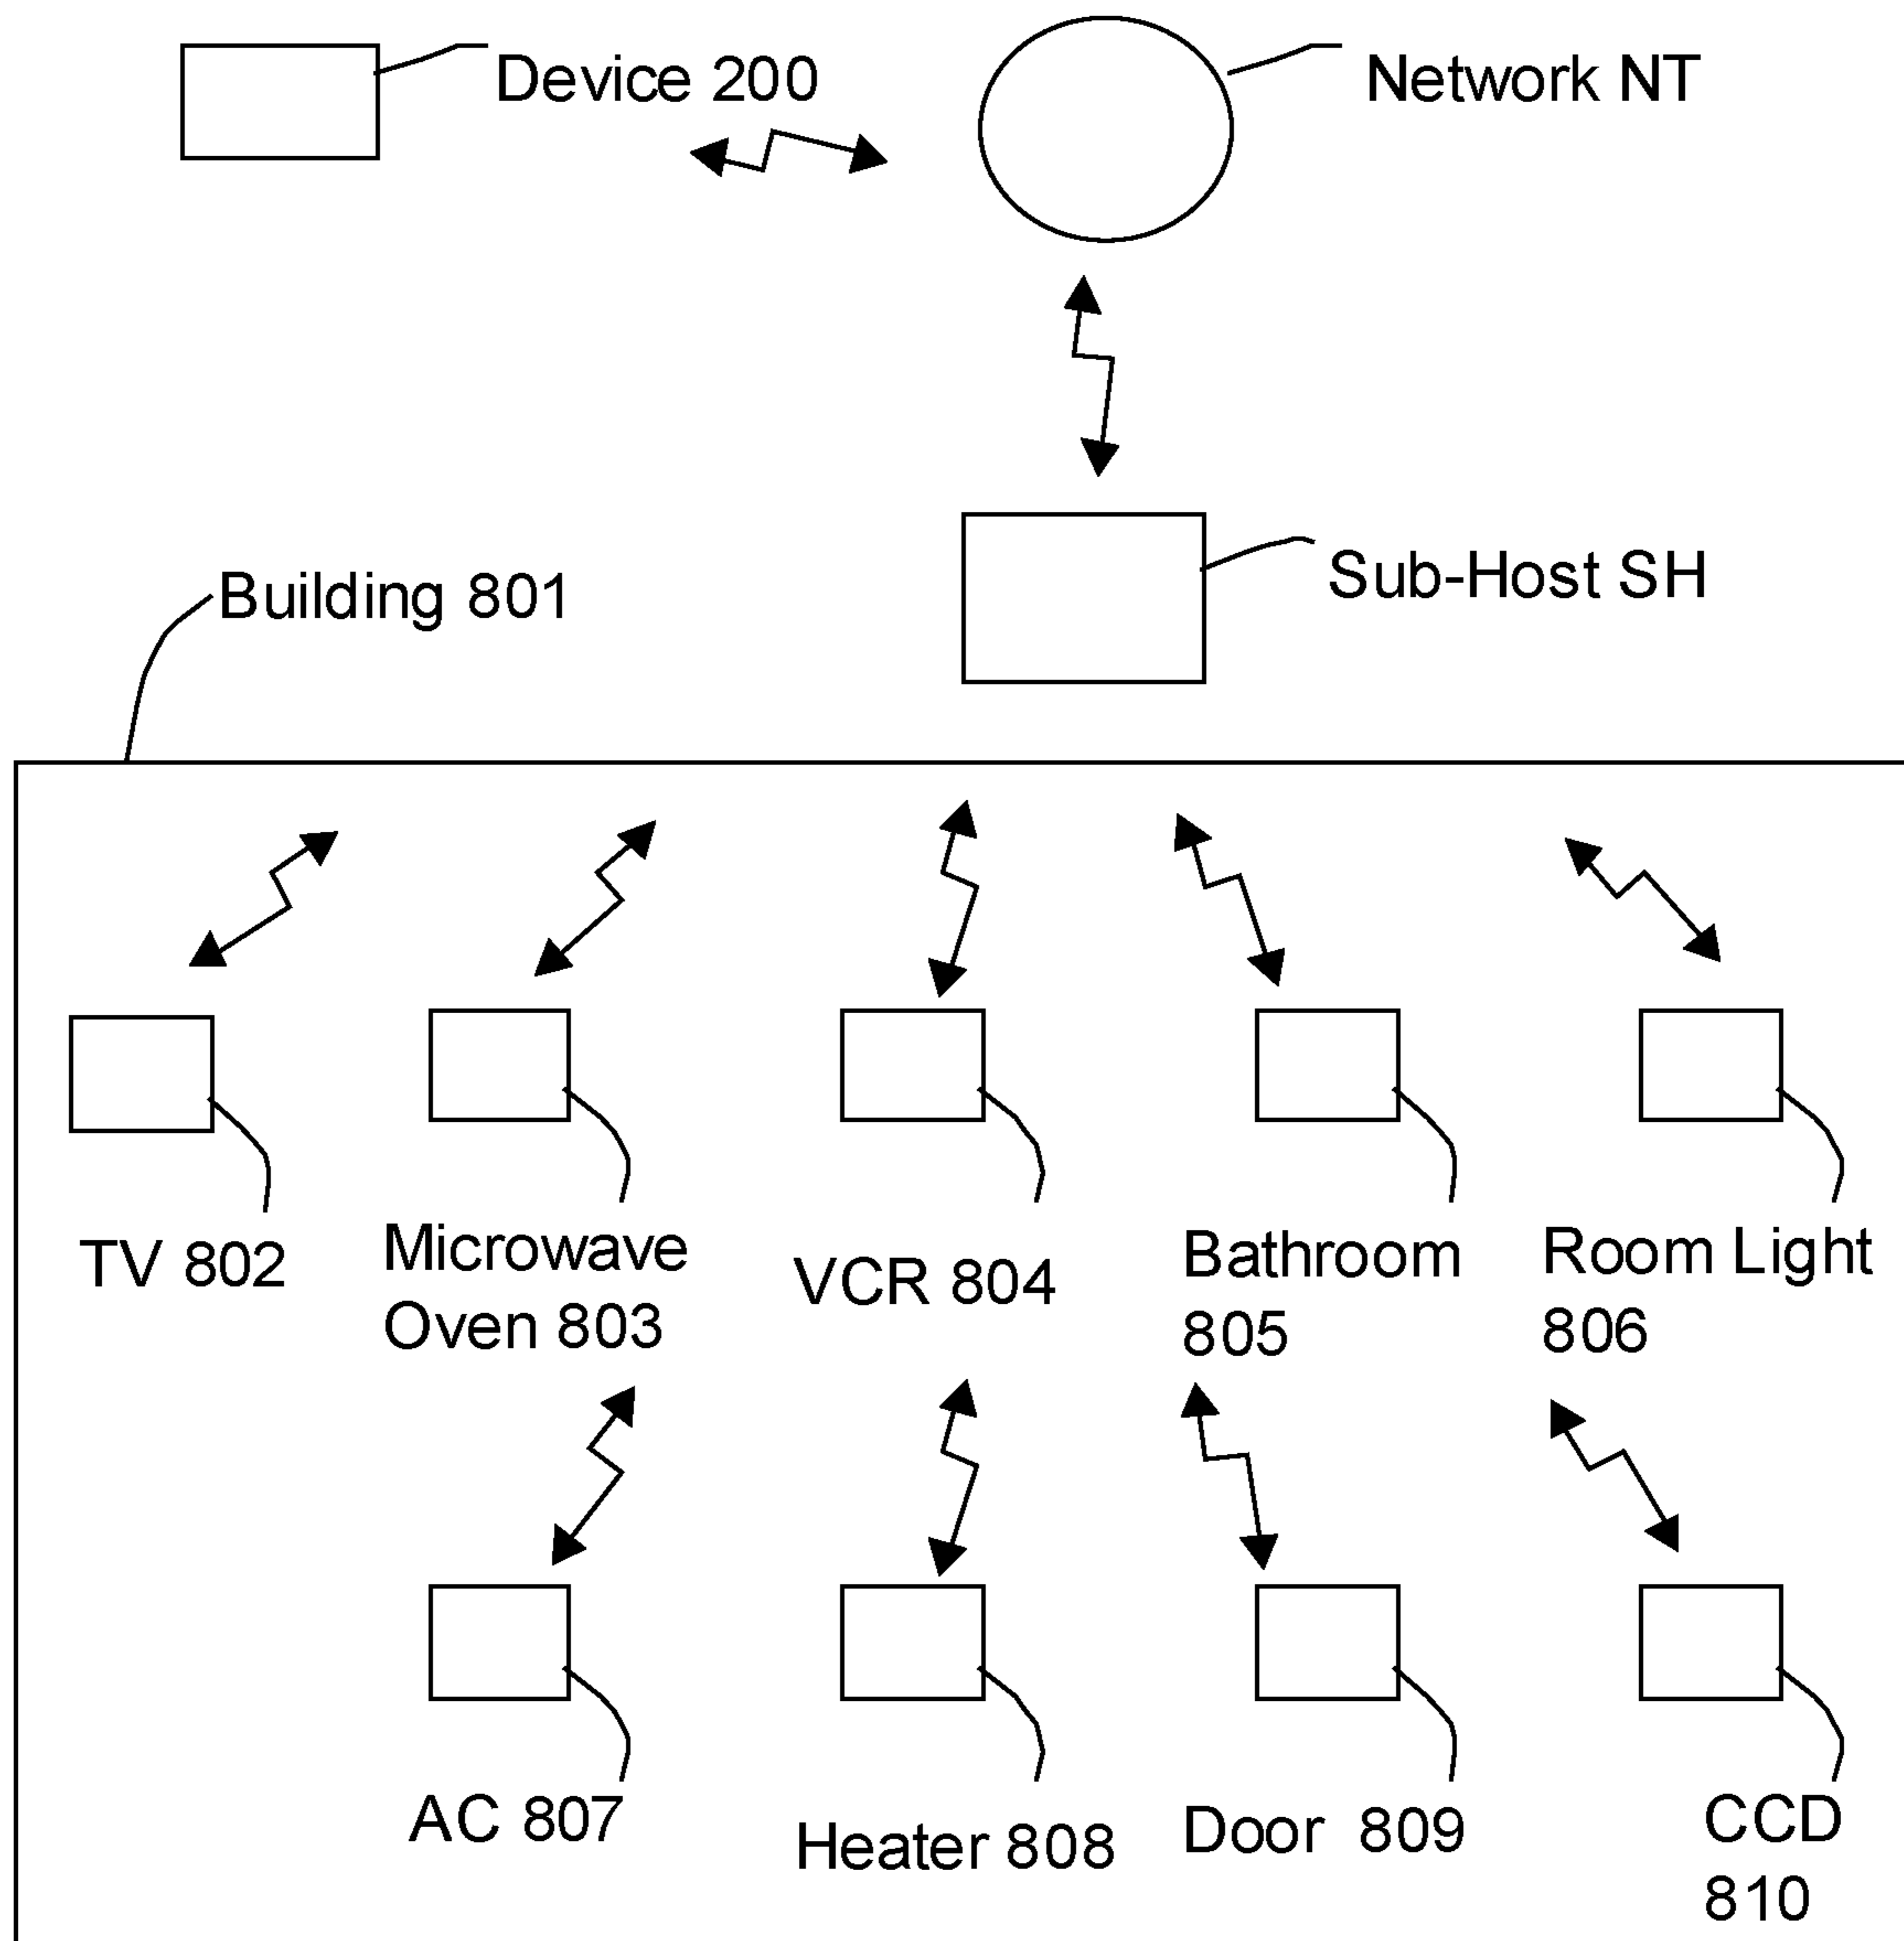 Device 200
Network NT
Sub-Host SH
Building 801
TV 802
Microwave
Oven 803
VCR 804
Bathroom
805
Room Light
806
AC 807
Heater 808
Door 809
CCD
810